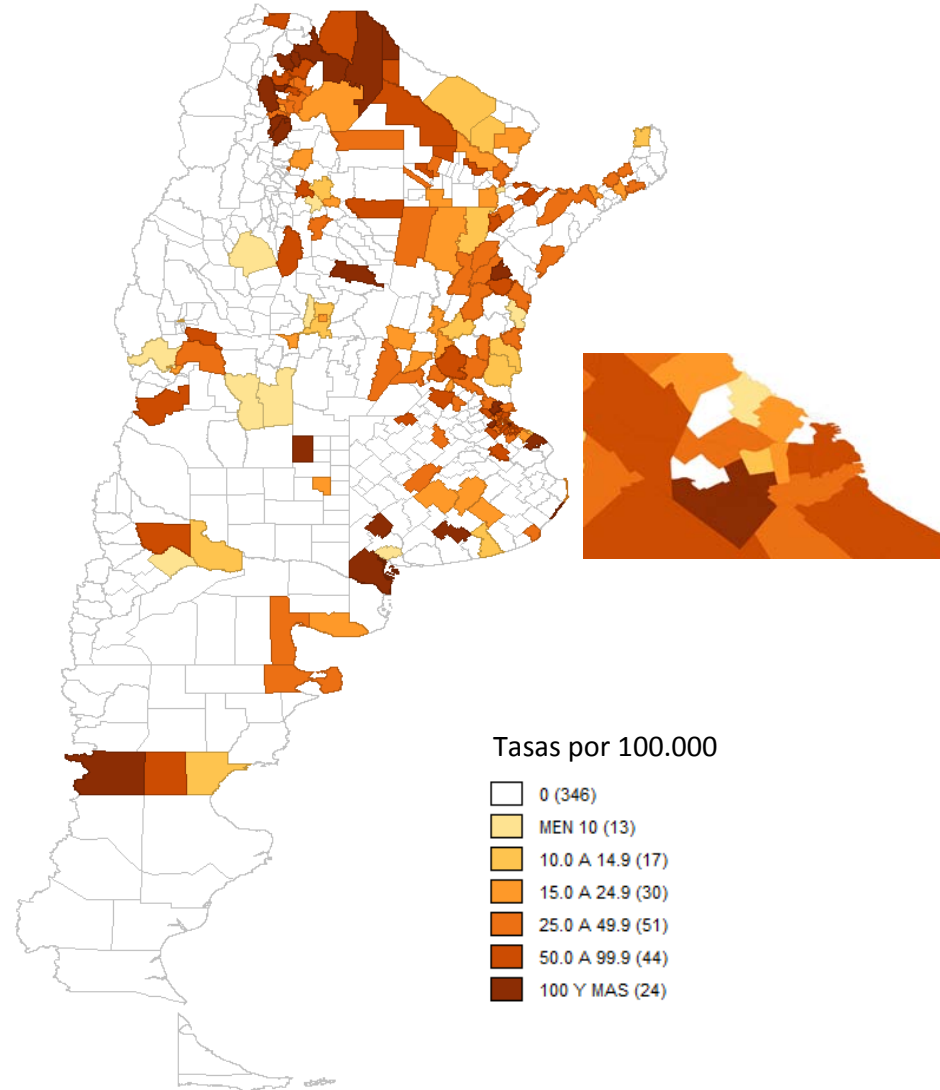 Tasas por 100.000
0 (346)
MEN 10 (13)
10.0 A 14.9 (17)
15.0 A 24.9 (30)
25.0 A 49.9 (51)
50.0 A 99.9 (44)
100 Y MAS (24)